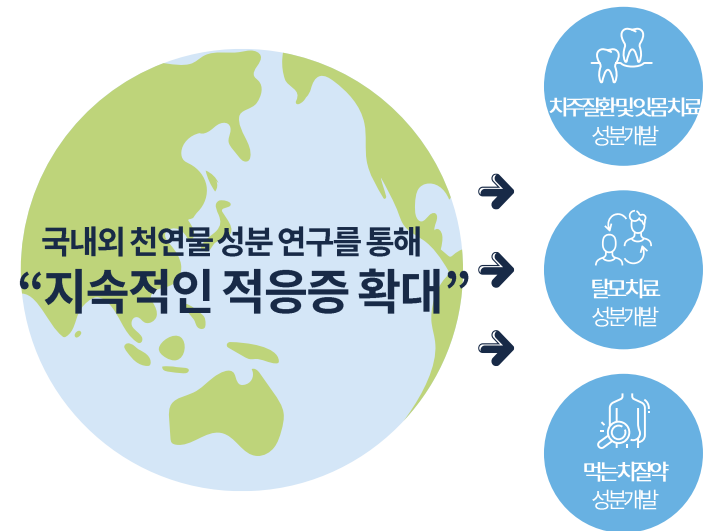 국내외 천연물 성분 연구를 통해
“지속적인 적응증 확대”
치주질환 및 잇몸치료
성분개발
탈모치료
성분개발
먹는 치질약
성분개발